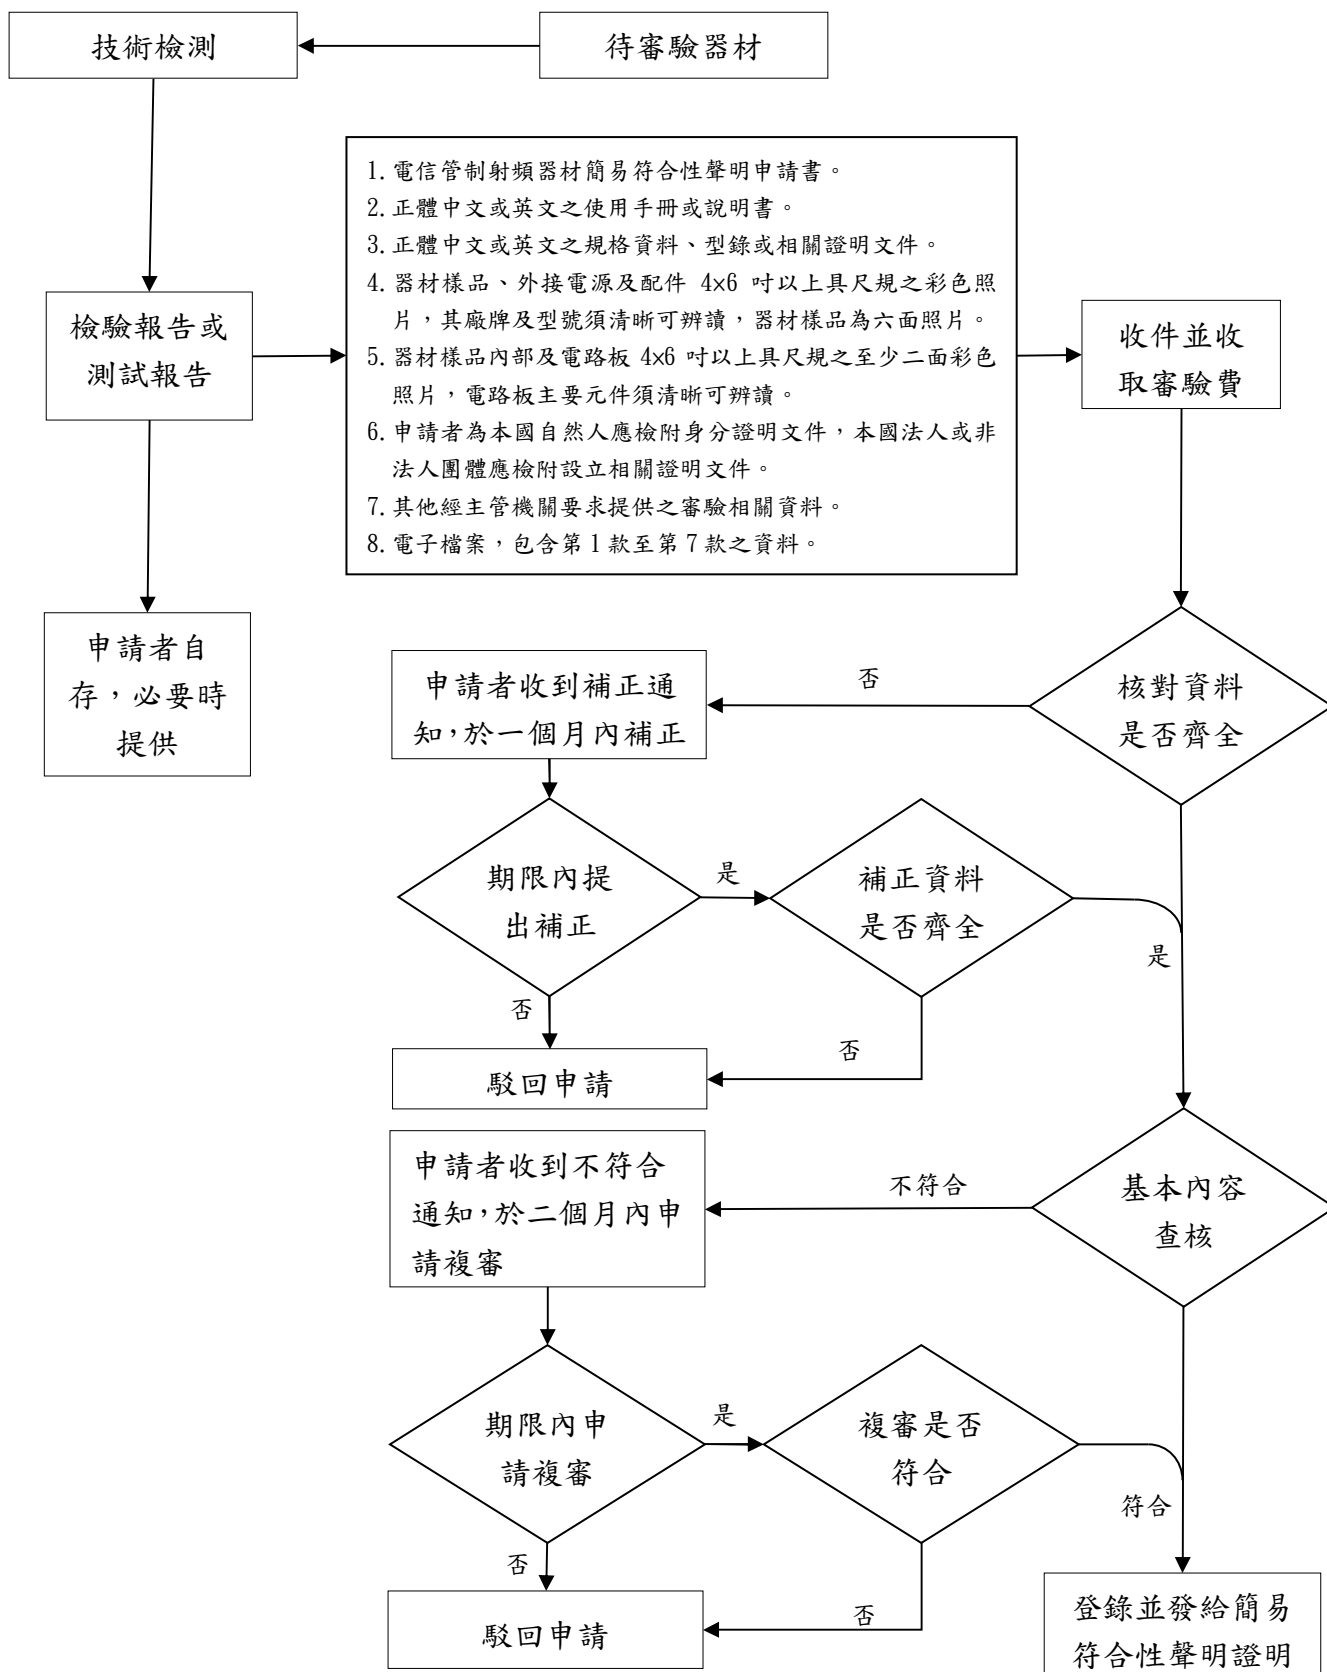 技術檢測
待審驗器材
1. 電信管制射頻器材簡易符合性聲明申請書。
2. 正體中文或英文之使用手冊或說明書。
3. 正體中文或英文之規格資料、型錄或相關證明文件。
4. 器材樣品、外接電源及配件 4×6 吋以上具尺規之彩色照
片，其廠牌及型號須清晰可辨讀，器材樣品為六面照片。
5. 器材樣品內部及電路板 4×6 吋以上具尺規之至少二面彩色
照片，電路板主要元件須清晰可辨讀。
6. 申請者為本國自然人應檢附身分證明文件，本國法人或非
法人團體應檢附設立相關證明文件。
7. 其他經主管機關要求提供之審驗相關資料。
8. 電子檔案，包含第 1 款至第 7 款之資料。
檢驗報告或
測試報告
收件並收
取審驗費
申請者自
存，必要時
提供
申請者收到補正通
知，於一個月內補正
否
核對資料
是否齊全
期限內提
出補正
是
補正資料
是否齊全
是
否
否
駁回申請
申請者收到不符合
通知，於二個月內申
請複審
不符合
基本內容
查核
期限內申
請複審
是
複審是否
符合
符合
否
否
駁回申請
登錄並發給簡易
符合性聲明證明